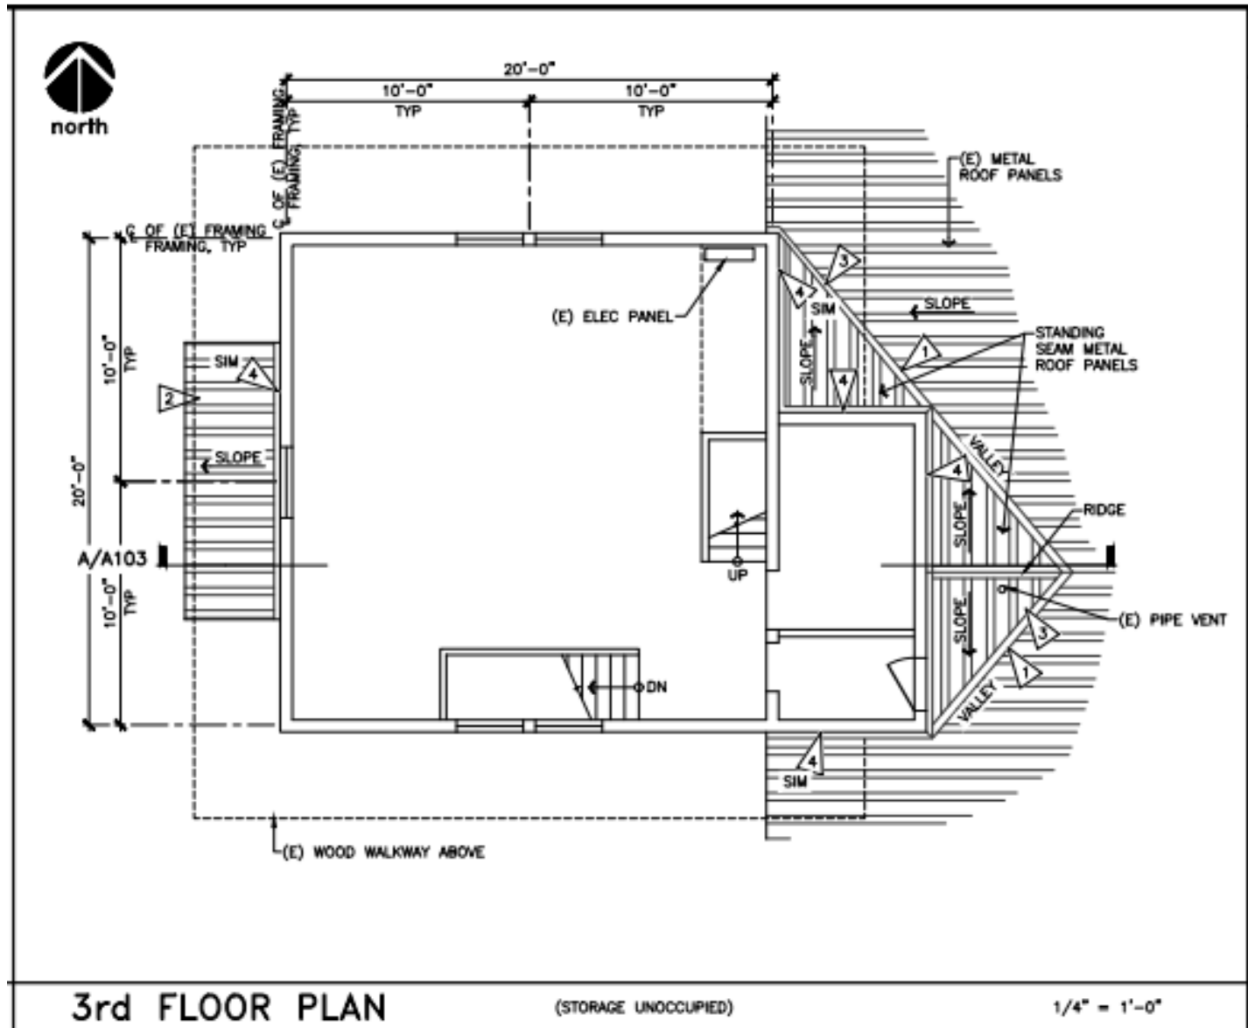 north
20'-0"
10'-0"
TYP
10'-0"
TYP
℄ OF (E) FRAMING
FRAMING, TYP
℄ OF (E) FRAMING
FRAMING, TYP
(E) METAL
ROOF PANELS
3
4
SIM
SLOPE
(E) ELEC PANEL
SLOPE
STANDING
SEAM METAL
ROOF PANELS
1
4
10'-0"
TYP
SIM
4
2
SLOPE
VALLEY
4
20'-0"
SLOPE
RIDGE
A/A103
UP
10'-0"
TYP
SLOPE
(E) PIPE VENT
3
1
VALLEY
DN
4
SIM
(E) WOOD WALKWAY ABOVE
3rd FLOOR PLAN
(STORAGE UNOCCUPIED)
1/4" = 1'-0"